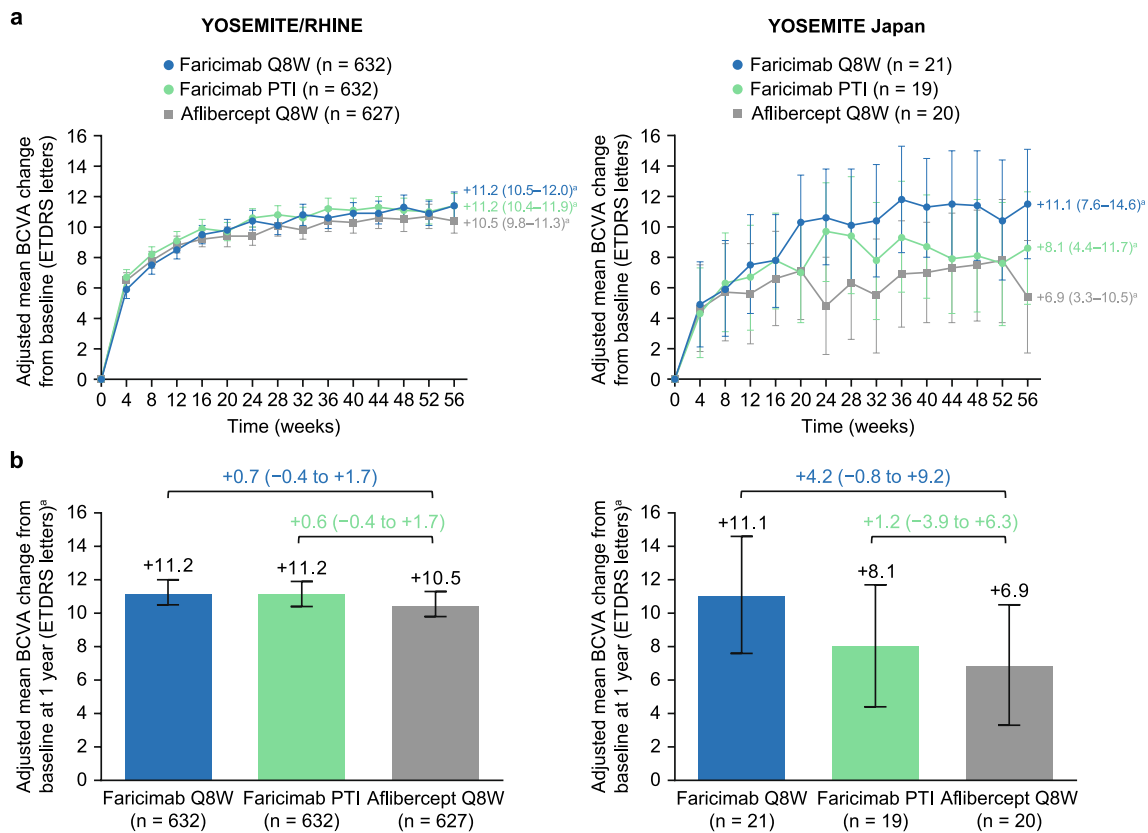 a
YOSEMITE/RHINE
Faricimab Q8W (n = 632)
Faricimab PTI (n = 632)
Aflibercept Q8W (n = 627)
Adjusted mean BCVA change
from baseline (ETDRS letters)
16
14
12
10
8
6
4
2
0
+11.2 (10.5–12.0)ᵃ
+11.2 (10.4–11.9)ᵃ
+10.5 (9.8–11.3)ᵃ
0 4 8 12 16 20 24 28 32 36 40 44 48 52 56
Time (weeks)
YOSEMITE Japan
Faricimab Q8W (n = 21)
Faricimab PTI (n = 19)
Aflibercept Q8W (n = 20)
Adjusted mean BCVA change
from baseline (ETDRS letters)
16
14
12
10
8
6
4
2
0
+11.1 (7.6–14.6)ᵃ
+8.1 (4.4–11.7)ᵃ
+6.9 (3.3–10.5)ᵃ
0 4 8 12 16 20 24 28 32 36 40 44 48 52 56
Time (weeks)
b
+0.7 (−0.4 to +1.7)
+0.6 (−0.4 to +1.7)
Adjusted mean BCVA change from
baseline at 1 year (ETDRS letters)ᵃ
16
14
12
10
8
6
4
2
0
+11.2
+11.2
+10.5
Faricimab Q8W
(n = 632)
Faricimab PTI
(n = 632)
Aflibercept Q8W
(n = 627)
+4.2 (−0.8 to +9.2)
+1.2 (−3.9 to +6.3)
Adjusted mean BCVA change from
baseline at 1 year (ETDRS letters)ᵃ
16
14
12
10
8
6
4
2
0
+11.1
+8.1
+6.9
Faricimab Q8W
(n = 21)
Faricimab PTI
(n = 19)
Aflibercept Q8W
(n = 20)